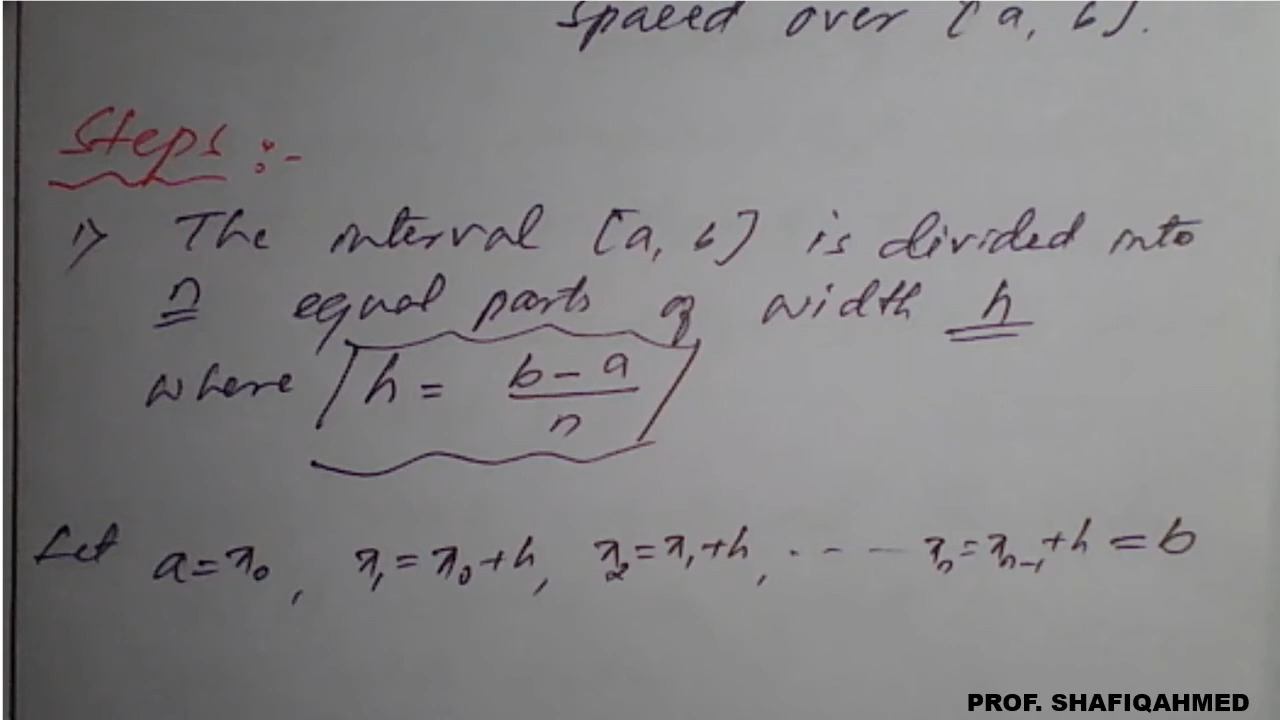 spaced over [a, b].
Steps :-
1> The interval [a, b] is divided into
n equal parts of width h
where h = b - a / n
Let a = x₀, x₁ = x₀ + h, x₂ = x₁ + h, - - - - xₙ = xₙ₋₁ + h = b
PROF. SHAFIQAHMED